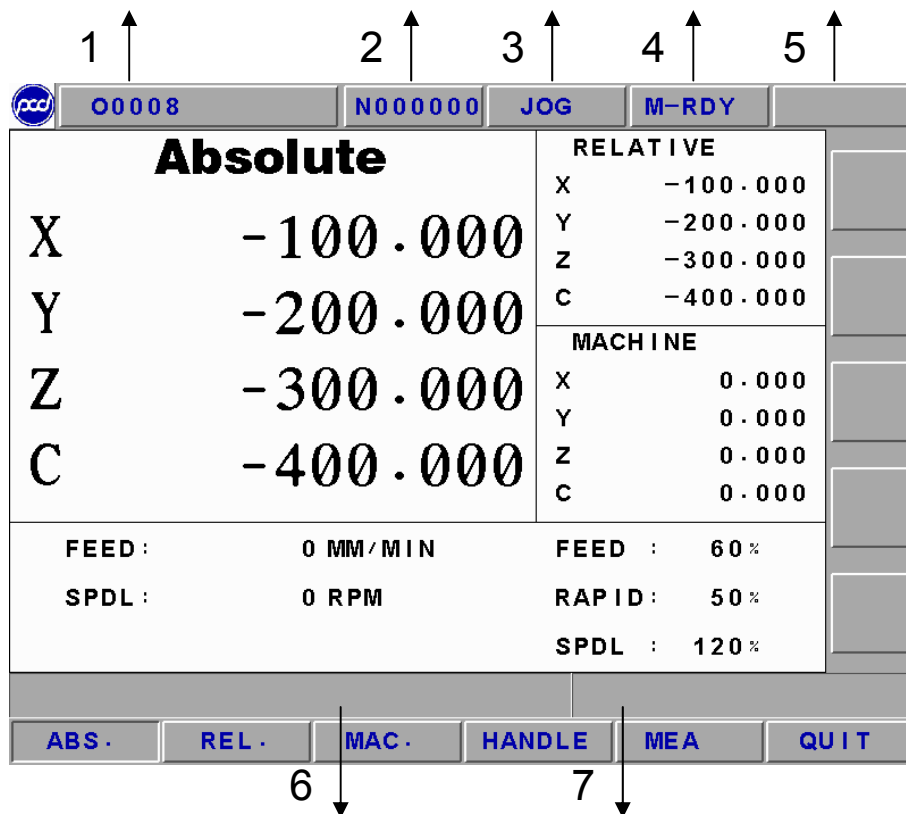 1 2 3 4 5
pcd O00008 N000000 JOG M-RDY
Absolute
X -100.000
Y -200.000
Z -300.000
C -400.000
RELATIVE
X -100.000
Y -200.000
Z -300.000
C -400.000
MACHINE
X 0.000
Y 0.000
Z 0.000
C 0.000
FEED: 0 MM/MIN
SPDL: 0 RPM
FEED : 60%
RAPID: 50%
SPDL : 120%
ABS. REL. MAC. HANDLE MEA QUIT
6 7